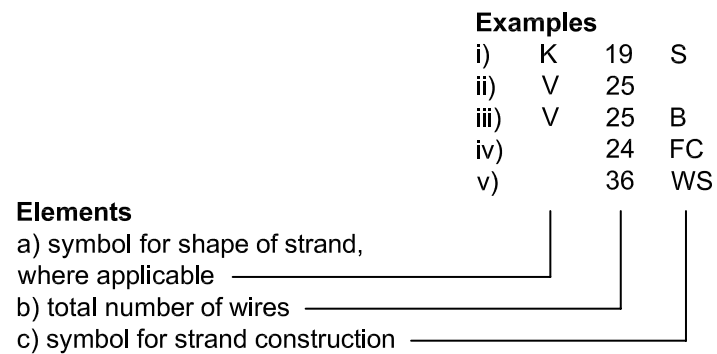 Examples
i) K 19 S
ii) V 25
iii) V 25 B
iv) 24 FC
v) 36 WS
Elements
a) symbol for shape of strand,
where applicable
b) total number of wires
c) symbol for strand construction